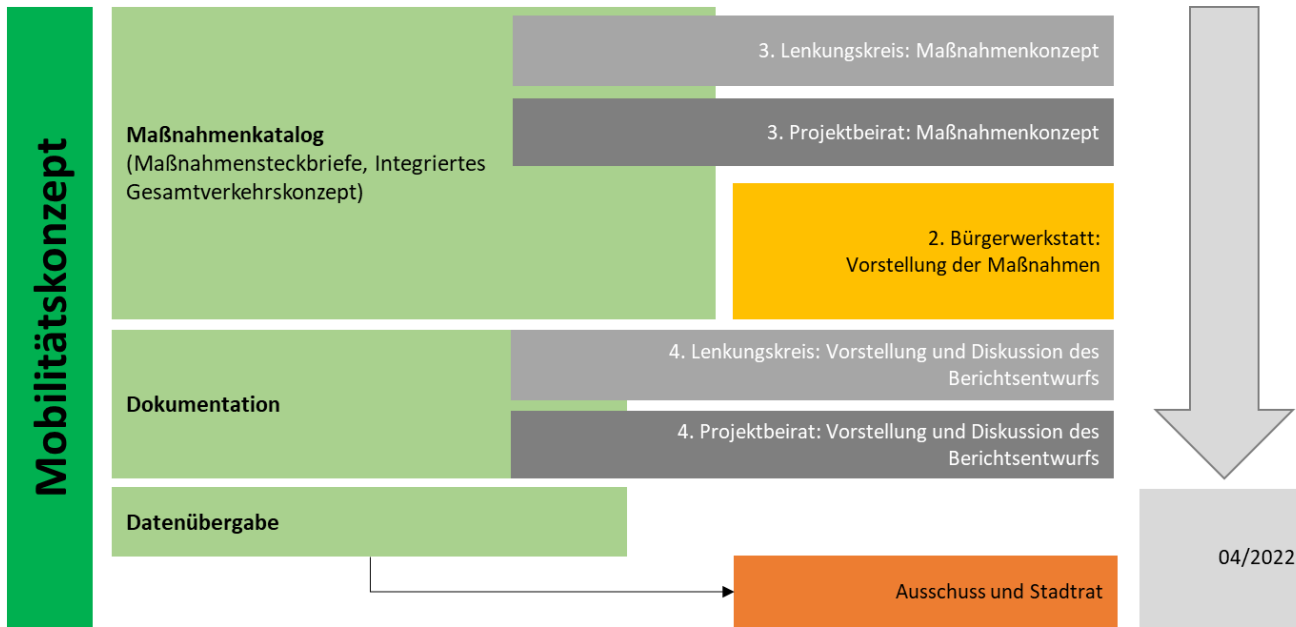 Mobilitätskonzept
Maßnahmenkatalog
(Maßnahmensteckbriefe, Integriertes
Gesamtverkehrskonzept)
3. Lenkungskreis: Maßnahmenkonzept
3. Projektbeirat: Maßnahmenkonzept
2. Bürgerwerkstatt:
Vorstellung der Maßnahmen
Dokumentation
4. Lenkungskreis: Vorstellung und Diskussion des
Berichtsentwurfs
4. Projektbeirat: Vorstellung und Diskussion des
Berichtsentwurfs
Datenübergabe
04/2022
Ausschuss und Stadtrat